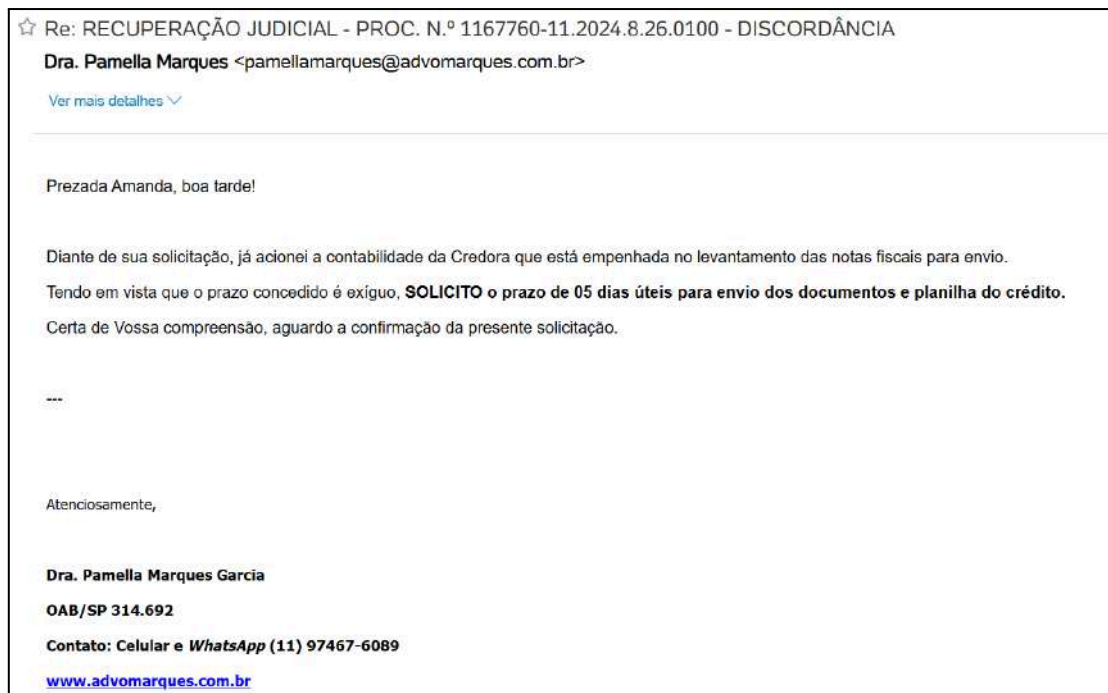 Re: RECUPERAÇÃO JUDICIAL - PROC. N.º 1167760-11.2024.8.26.0100 - DISCORDÂNCIA
Dra. Pamella Marques <pamellamarques@advomarques.com.br>
Ver mais detalhes
Prezada Amanda, boa tarde!
Diante de sua solicitação, já acionei a contabilidade da Credora que está empenhada no levantamento das notas fiscais para envio.
Tendo em vista que o prazo concedido é exíguo, SOLICITO o prazo de 05 dias úteis para envio dos documentos e planilha do crédito.
Certa de Vossa compreensão, aguardo a confirmação da presente solicitação.
---
Atenciosamente,
Dra. Pamella Marques Garcia
OAB/SP 314.692
Contato: Celular e WhatsApp (11) 97467-6089
www.advomarques.com.br